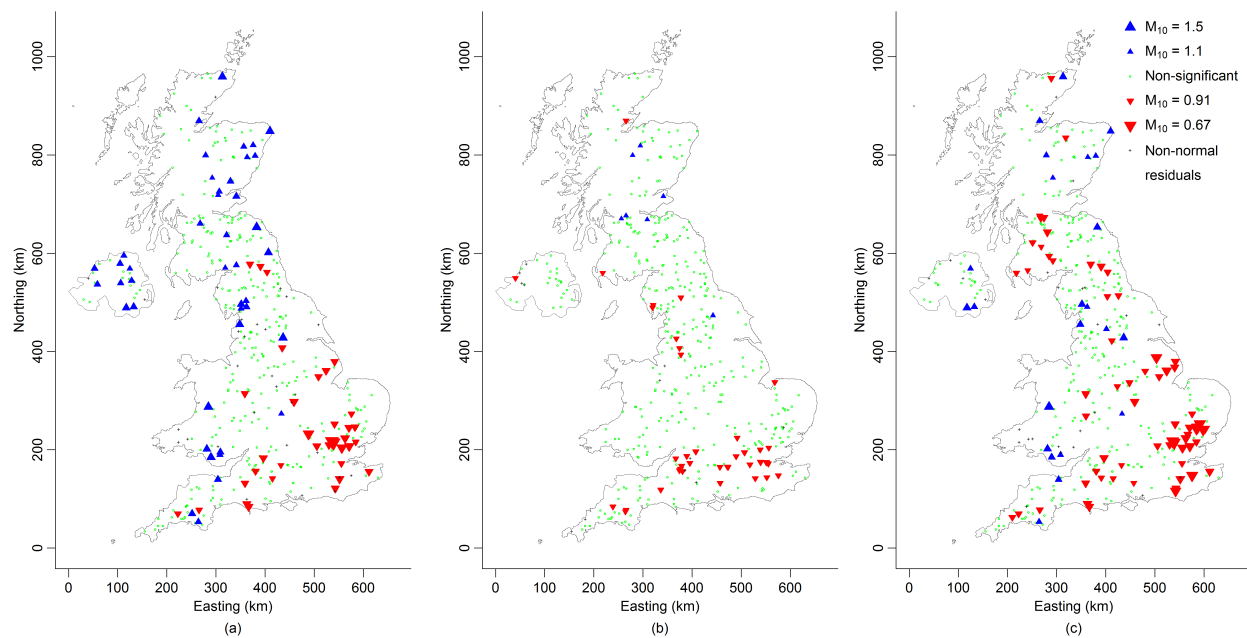 1000
800
600
400
200
0
Northing (km)
0 100 200 300 400 500 600
Easting (km)
(a)
1000
800
600
400
200
0
Northing (km)
0 100 200 300 400 500 600
Easting (km)
(b)
1000
800
600
400
200
0
Northing (km)
0 100 200 300 400 500 600
Easting (km)
(c)
M10 = 1.5
M10 = 1.1
Non-significant
M10 = 0.91
M10 = 0.67
Non-normal
residuals